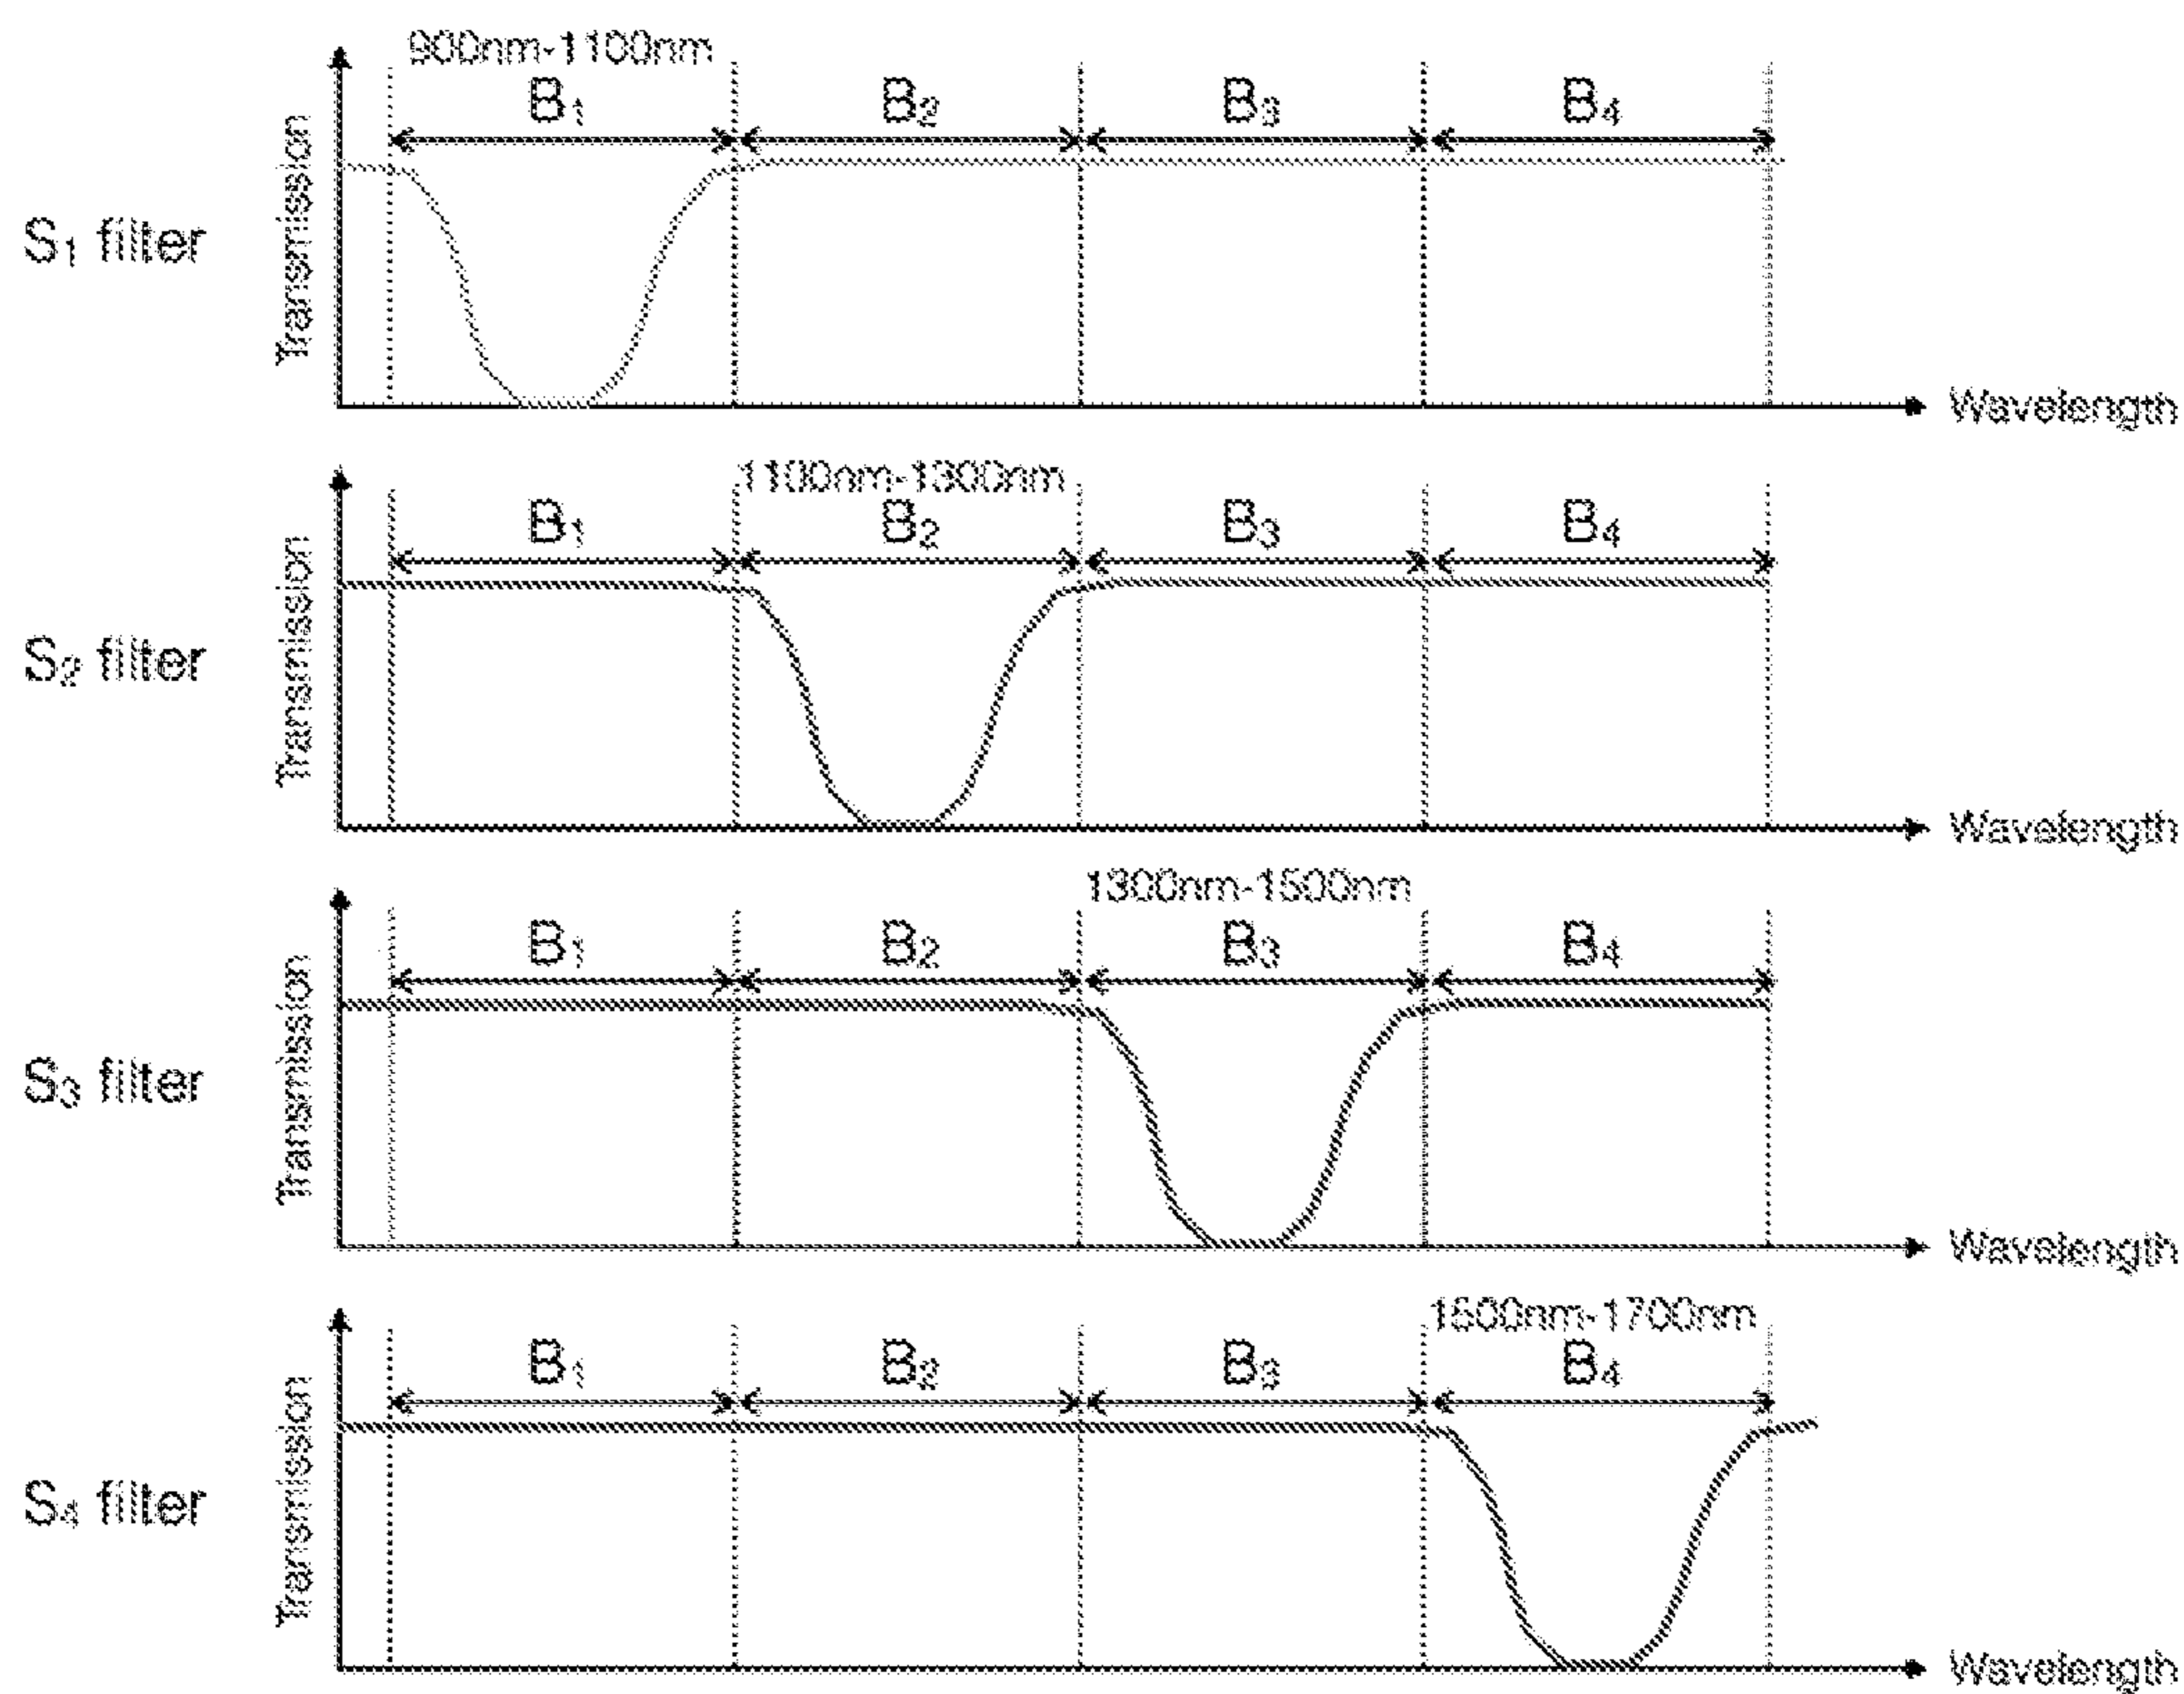 900nm-1100nm
B₁ B₂ B₃ B₄
Transmission
S₁ filter
Wavelength
1100nm-1300nm
B₁ B₂ B₃ B₄
Transmission
S₂ filter
Wavelength
1300nm-1500nm
B₁ B₂ B₃ B₄
Transmission
S₃ filter
Wavelength
1500nm-1700nm
B₁ B₂ B₃ B₄
Transmission
S₄ filter
Wavelength